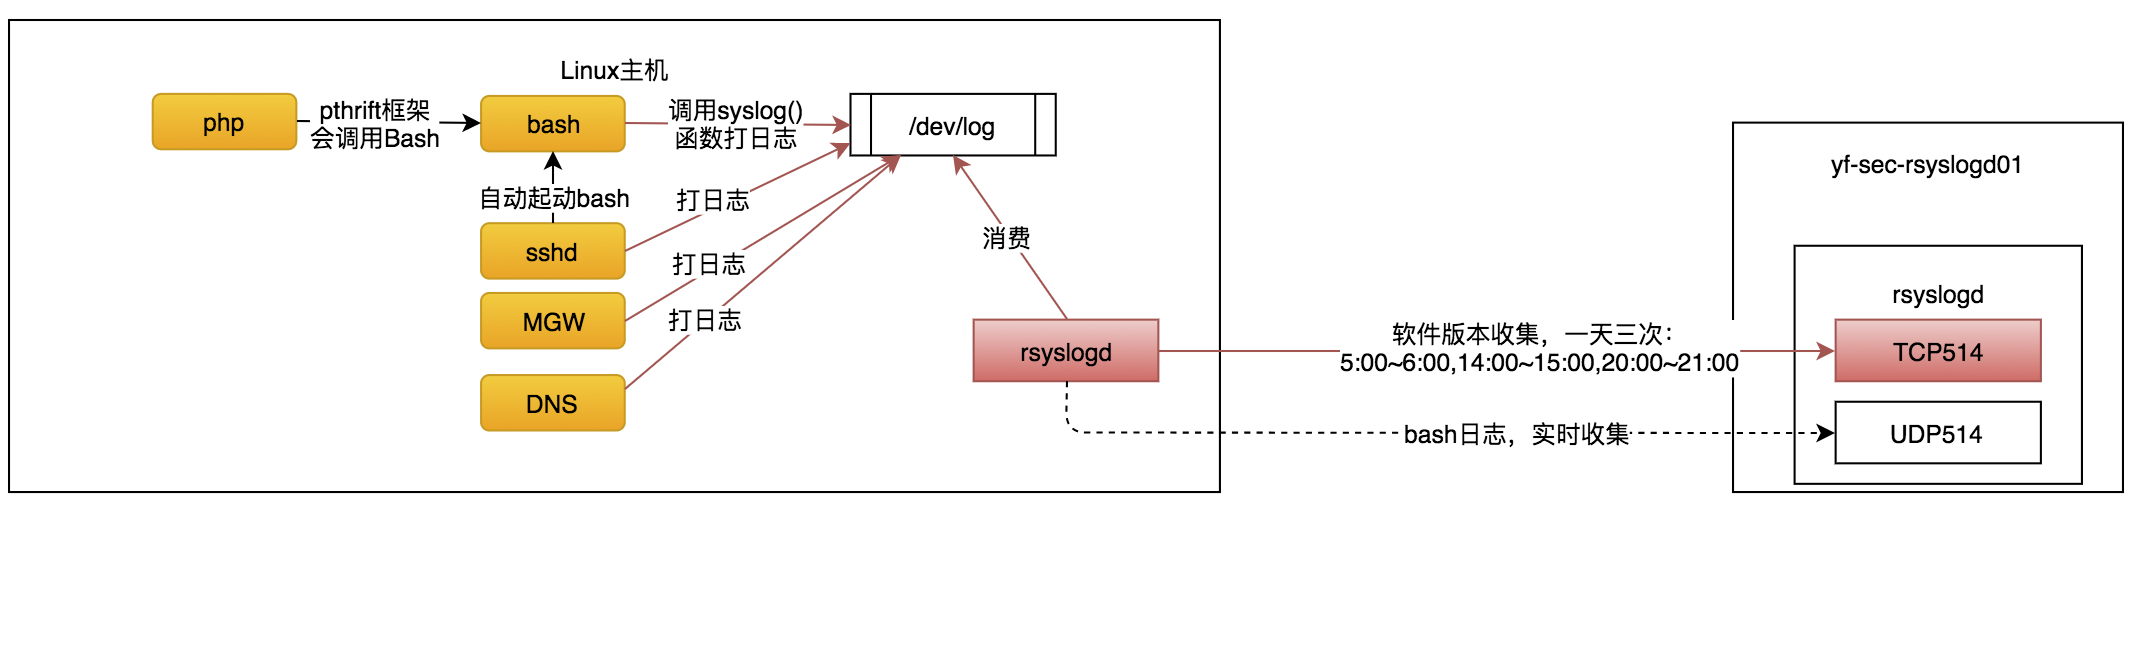 Linux主机
php
pthrift框架
会调用Bash
bash
调用syslog()
函数打日志
/dev/log
自动起动bash
sshd
打日志
MGW
打日志
DNS
打日志
消费
rsyslogd
软件版本收集，一天三次：
5:00~6:00,14:00~15:00,20:00~21:00
bash日志，实时收集
yf-sec-rsyslogd01
rsyslogd
TCP514
UDP514